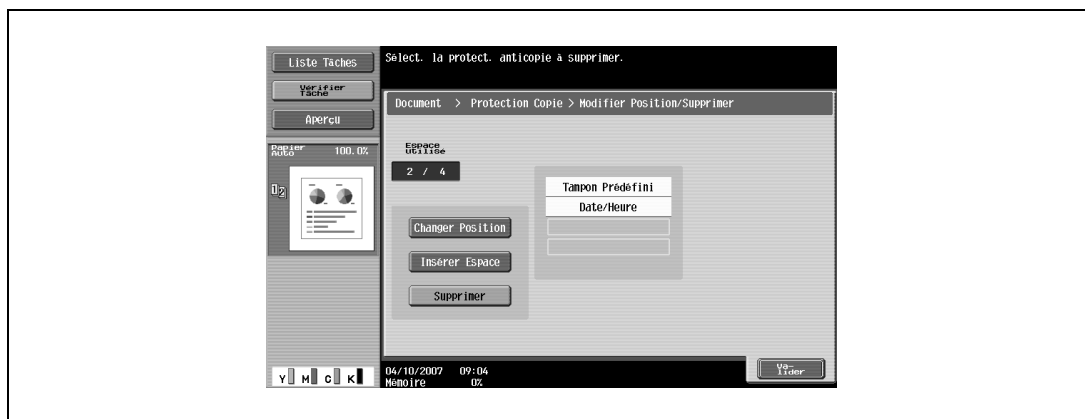 Liste Tâches
Vérifier
Tâche
Aperçu
Papier
Auto 100.0%
Y M C K
Sélect. la protect. anticopie à supprimer.
Document > Protection Copie > Modifier Position/Supprimer
Espace
utilisé
2 / 4
Changer Position
Insérer Espace
Supprimer
Tampon Prédéfini
Date/Heure
04/10/2007 09:04
Mémoire 0%
Va-
lider